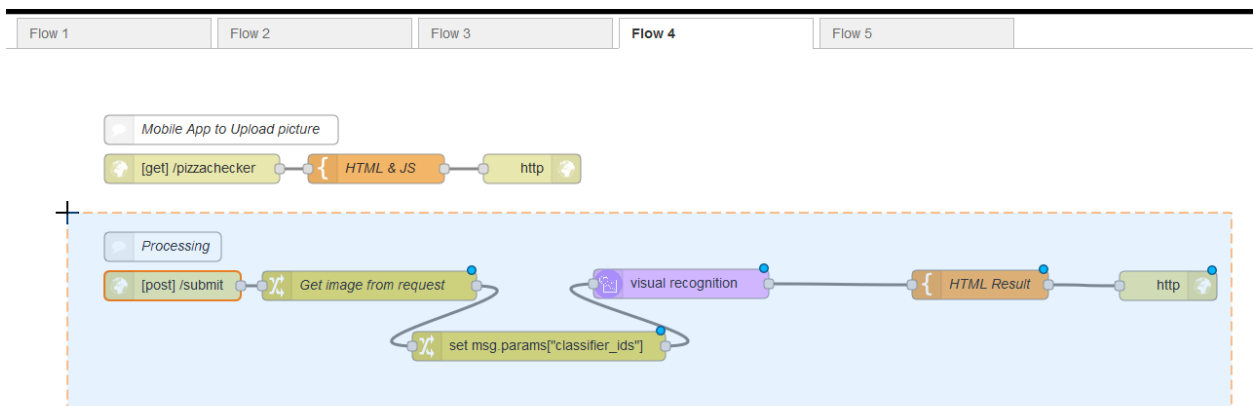 Flow 1 Flow 2 Flow 3 Flow 4 Flow 5
Mobile App to Upload picture
[get] /pizzachecker HTML & JS http
Processing
[post] /submit Get image from request visual recognition HTML Result http
set msg.params["classifier_ids"]